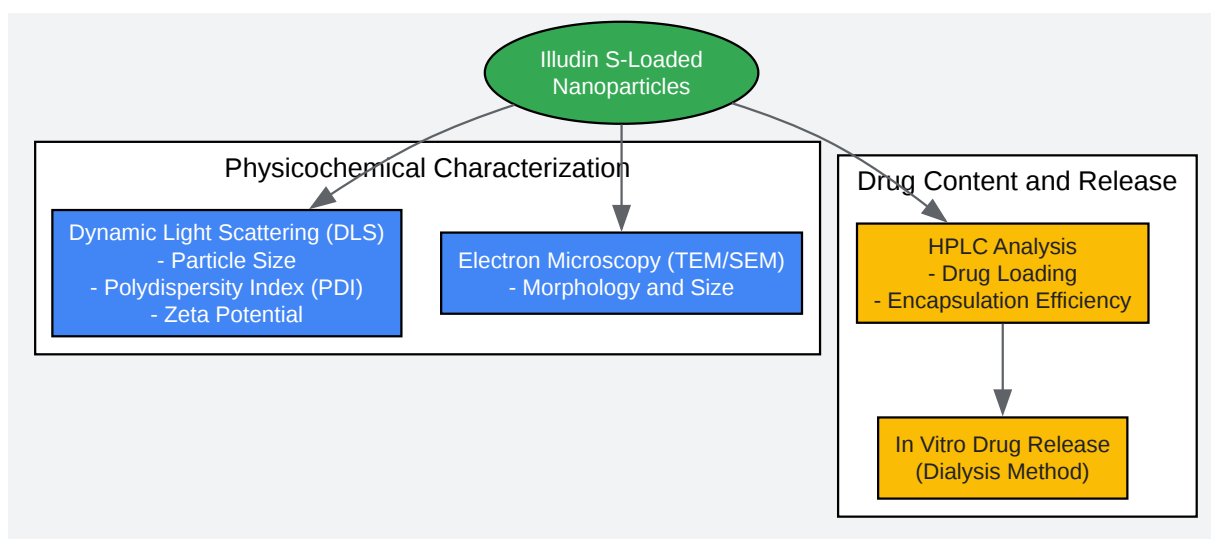 Illudin S-Loaded
Nanoparticles
Physicochemical Characterization
Dynamic Light Scattering (DLS)
- Particle Size
- Polydispersity Index (PDI)
- Zeta Potential
Electron Microscopy (TEM/SEM)
- Morphology and Size
Drug Content and Release
HPLC Analysis
- Drug Loading
- Encapsulation Efficiency
In Vitro Drug Release
(Dialysis Method)